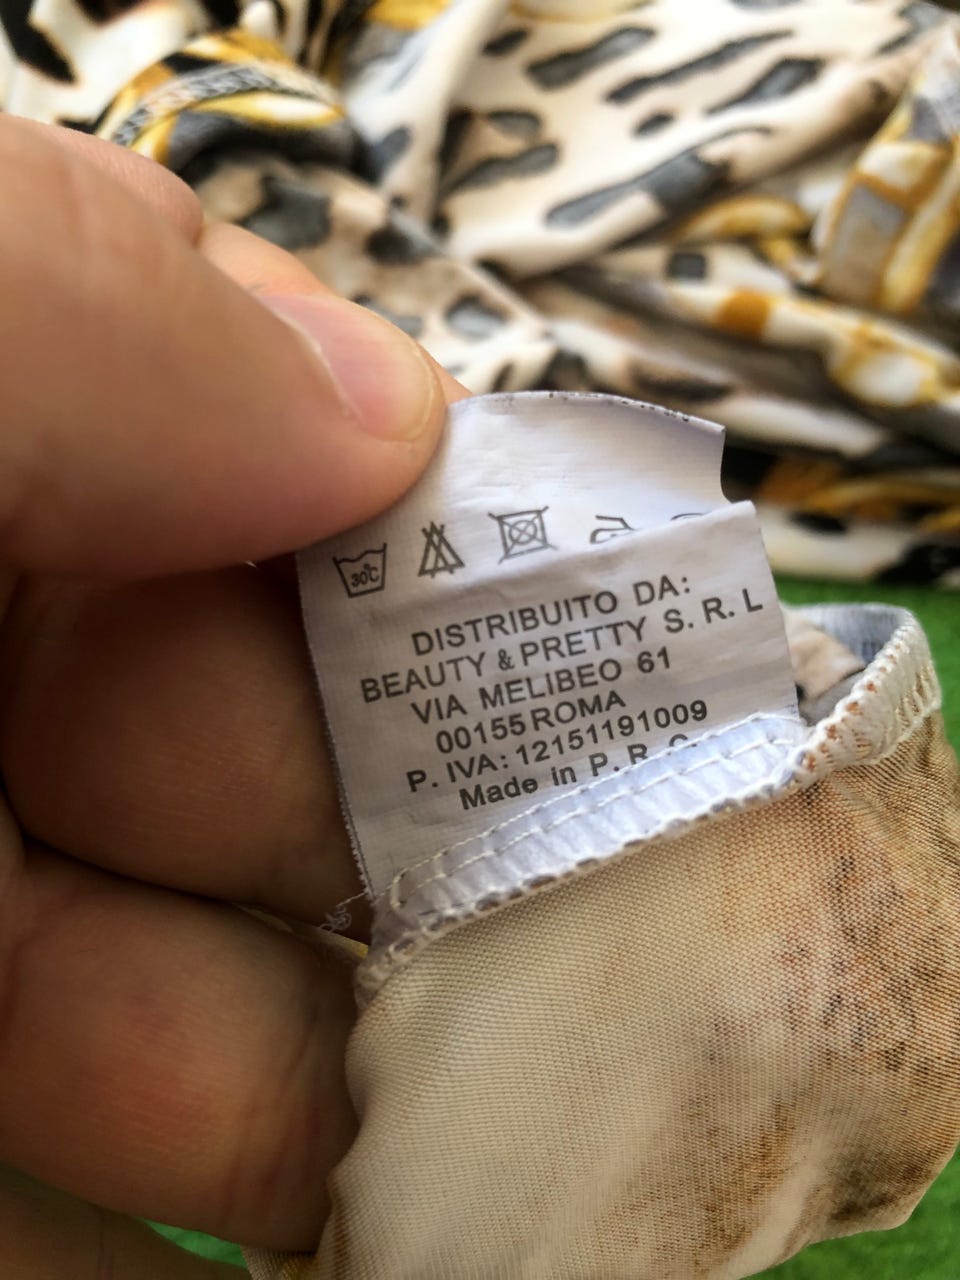 30°C
DISTRIBUITO DA:
BEAUTY & PRETTY S. R. L
VIA MELIBEO 61
00155 ROMA
P. IVA: 12151191009
Made in P. R. C.